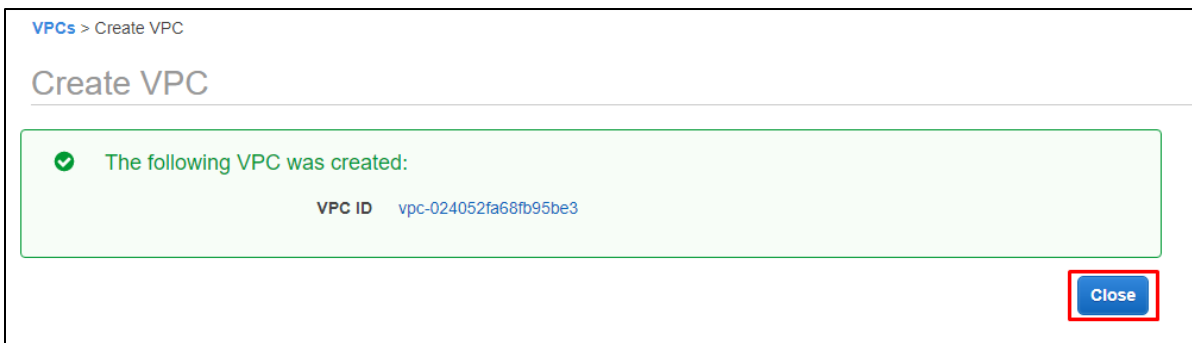 VPCs > Create VPC
Create VPC
The following VPC was created:
VPC ID vpc-024052fa68fb95be3
Close